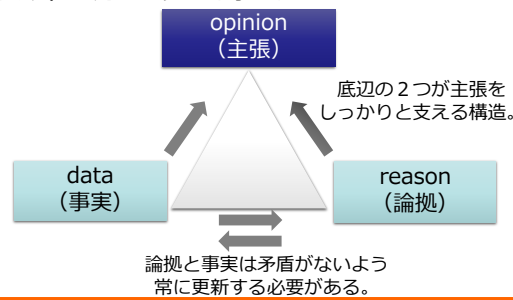 opinion
(主張)
底辺の２つが主張を
しっかりと支える構造。
data
(事実)
reason
(論拠)
論拠と事実は矛盾がないよう
常に更新する必要がある。